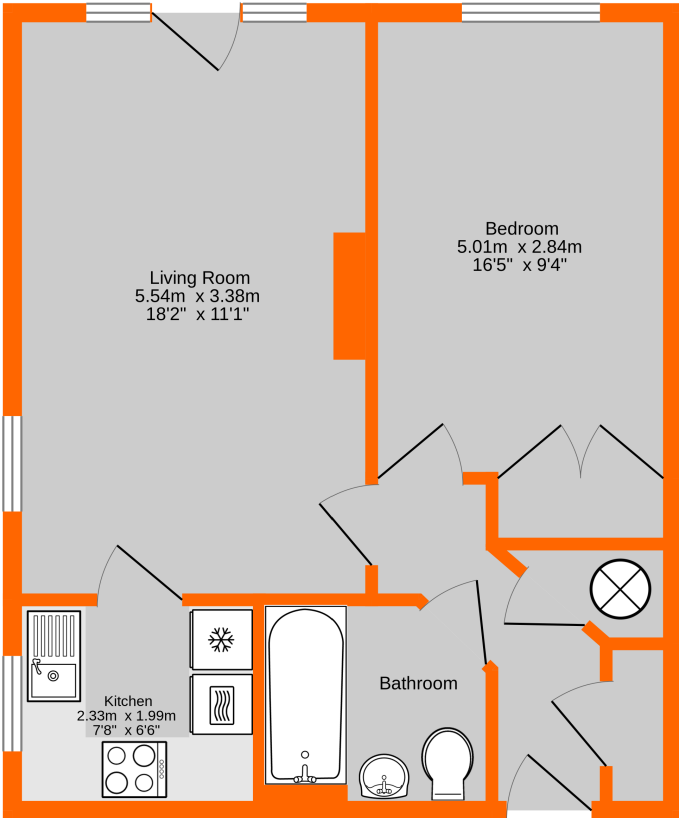 Bedroom
5.01m x 2.84m
16'5" x 9'4"
Living Room
5.54m x 3.38m
18'2" x 11'1"
Bathroom
Kitchen
2.33m x 1.99m
7'8" x 6'6"